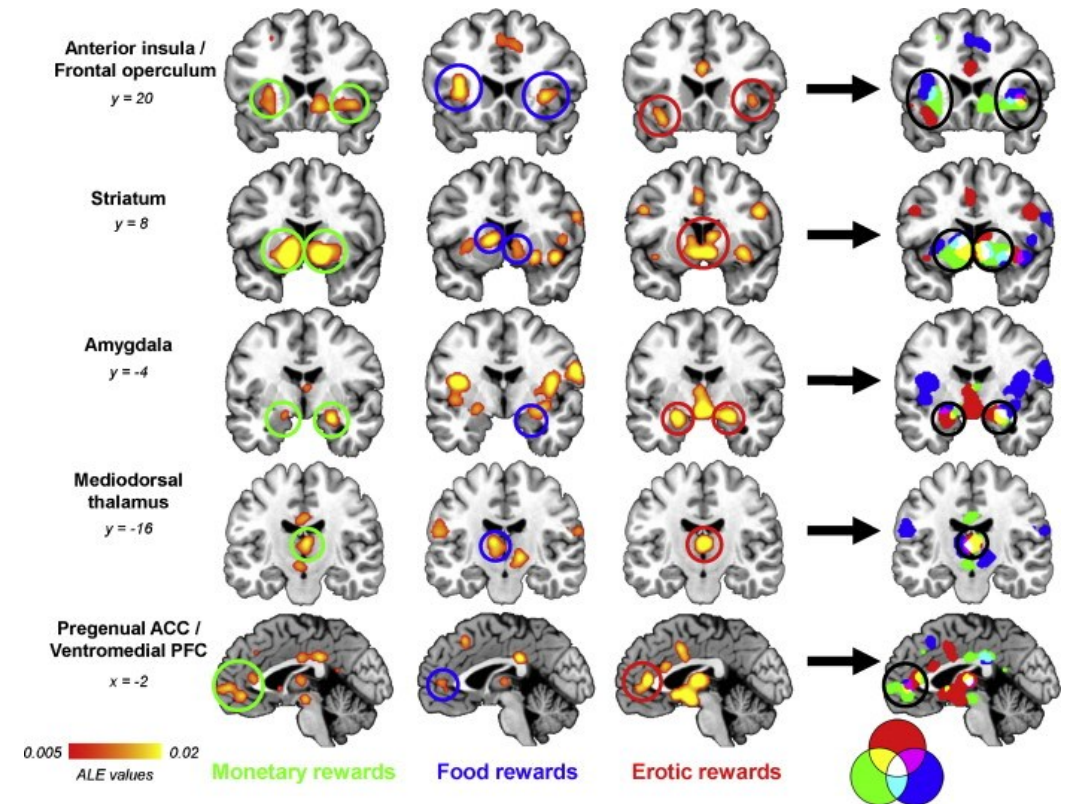 Anterior insula /
Frontal operculum
y = 20
Striatum
y = 8
Amygdala
y = -4
Mediodorsal
thalamus
y = -16
Pregenual ACC /
Ventromedial PFC
x = -2
0.005 0.02
ALE values
Monetary rewards
Food rewards
Erotic rewards